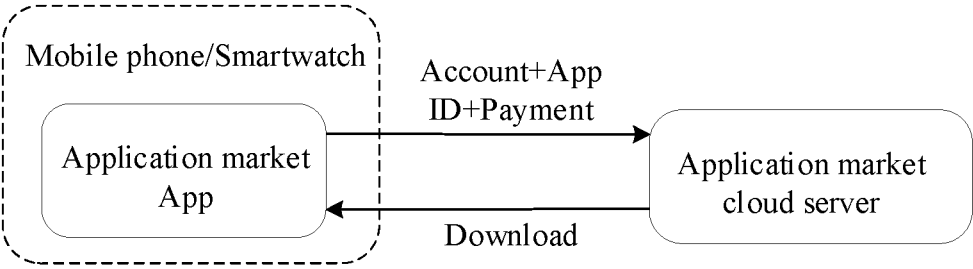 Mobile phone/Smartwatch
Account+App
ID+Payment
Application market
App
Application market
cloud server
Download